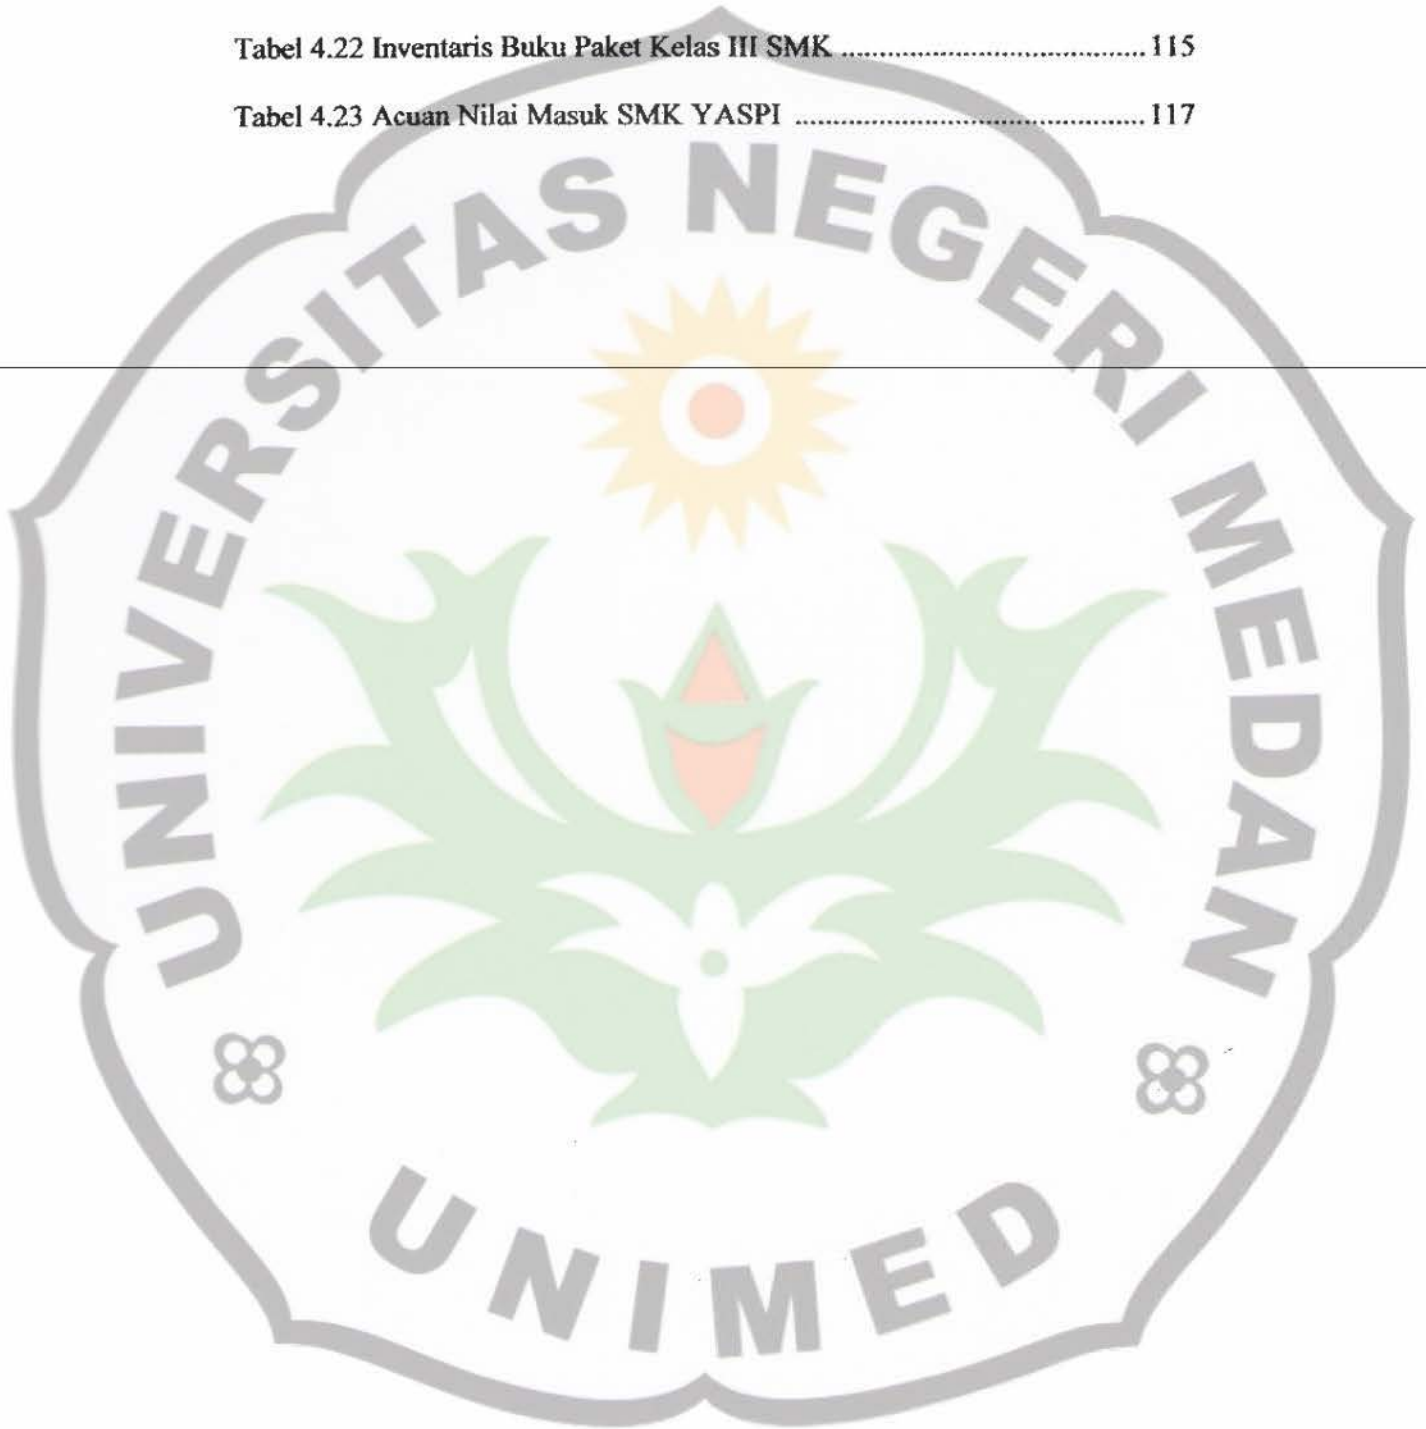 Tabel 4.22 Inventaris Buku Paket Kelas III SMK ........................................ 115
Tabel 4.23 Acuan Nilai Masuk SMK YASPI .............................................. 117
UNIVERSITAS NEGERI MEDAN
UNIMED